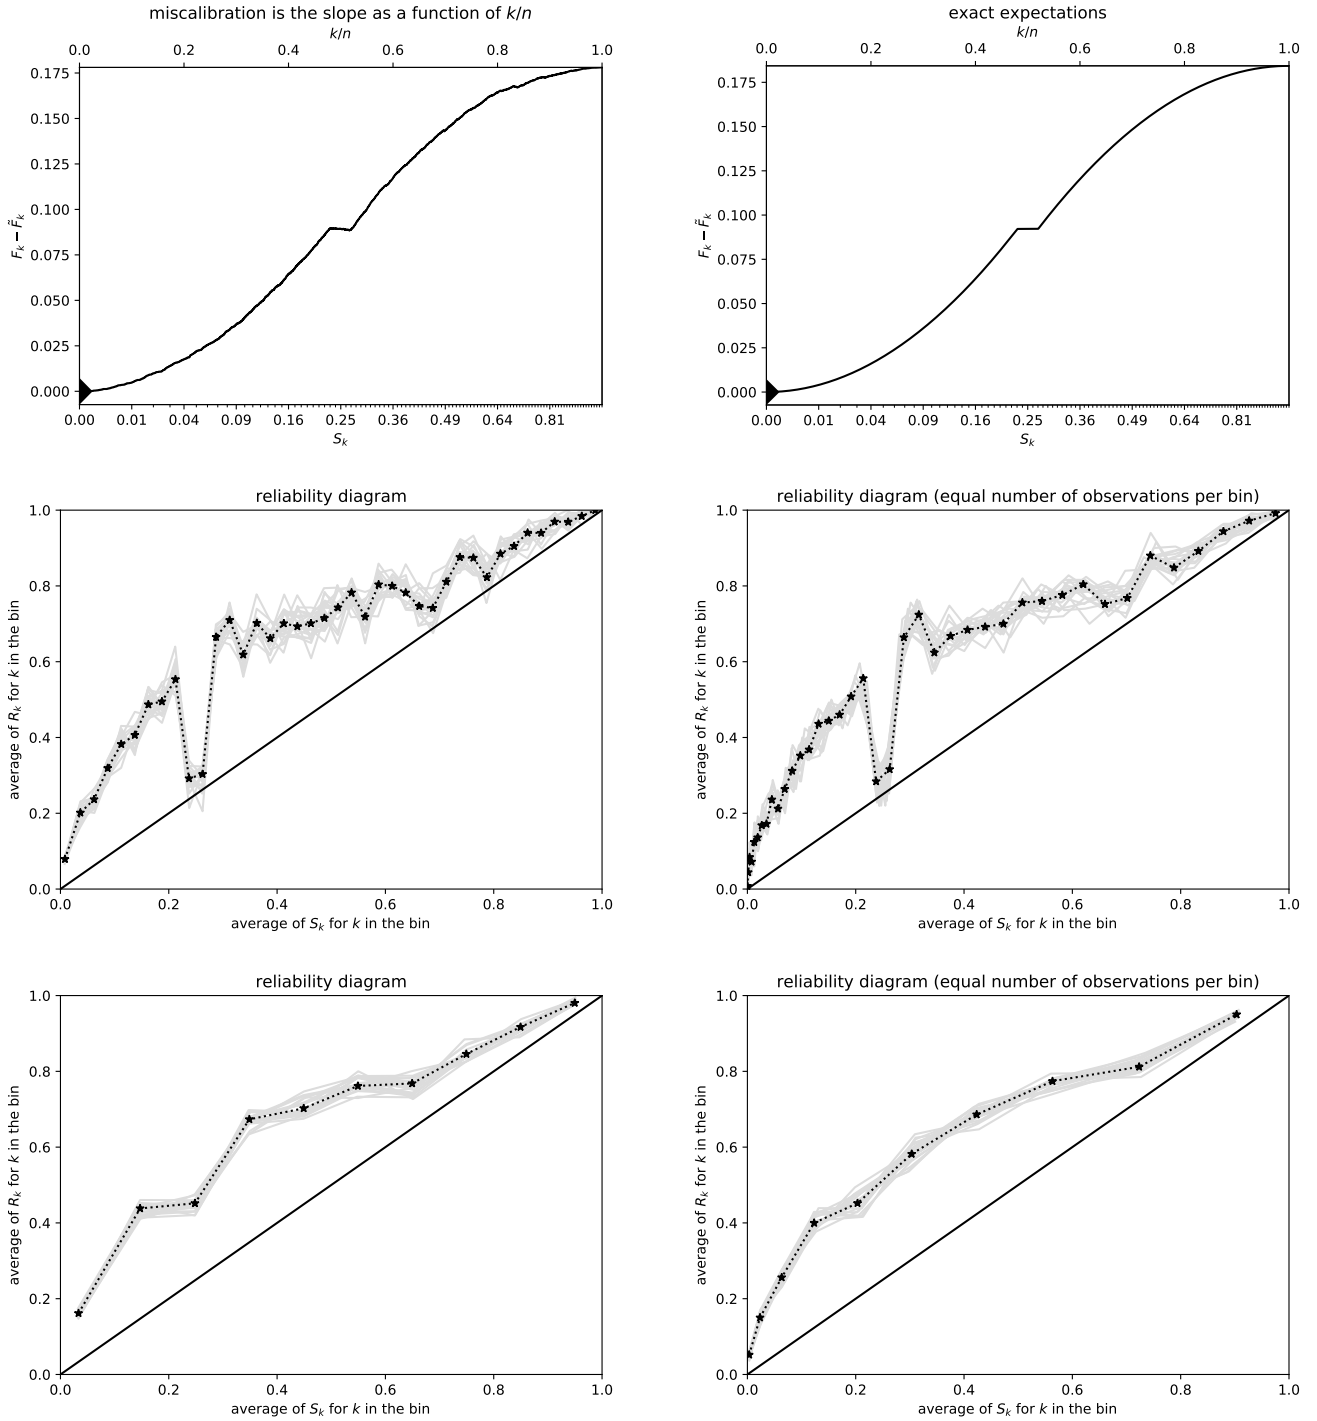 miscalibration is the slope as a function of k/n
k/n
0.0 0.2 0.4 0.6 0.8 1.0
0.175
0.150
0.125
0.100
0.075
0.050
0.025
0.000
Fₖ − F̃ₖ
0.00 0.01 0.04 0.09 0.16 0.25 0.36 0.49 0.64 0.81
Sₖ
exact expectations
k/n
0.0 0.2 0.4 0.6 0.8 1.0
0.175
0.150
0.125
0.100
0.075
0.050
0.025
0.000
Fₖ − F̃ₖ
0.00 0.01 0.04 0.09 0.16 0.25 0.36 0.49 0.64 0.81
Sₖ
reliability diagram
1.0
0.8
0.6
0.4
0.2
0.0
average of Rₖ for k in the bin
0.0 0.2 0.4 0.6 0.8 1.0
average of Sₖ for k in the bin
reliability diagram (equal number of observations per bin)
1.0
0.8
0.6
0.4
0.2
0.0
average of Rₖ for k in the bin
0.0 0.2 0.4 0.6 0.8 1.0
average of Sₖ for k in the bin
reliability diagram
1.0
0.8
0.6
0.4
0.2
0.0
average of Rₖ for k in the bin
0.0 0.2 0.4 0.6 0.8 1.0
average of Sₖ for k in the bin
reliability diagram (equal number of observations per bin)
1.0
0.8
0.6
0.4
0.2
0.0
average of Rₖ for k in the bin
0.0 0.2 0.4 0.6 0.8 1.0
average of Sₖ for k in the bin